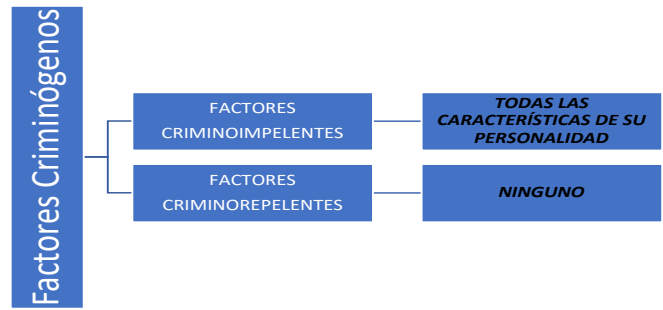 Factores Criminógenos
FACTORES
CRIMINOIMPELENTES
TODAS LAS
CARACTERÍSTICAS DE SU
PERSONALIDAD
FACTORES
CRIMINOREPELENTES
NINGUNO